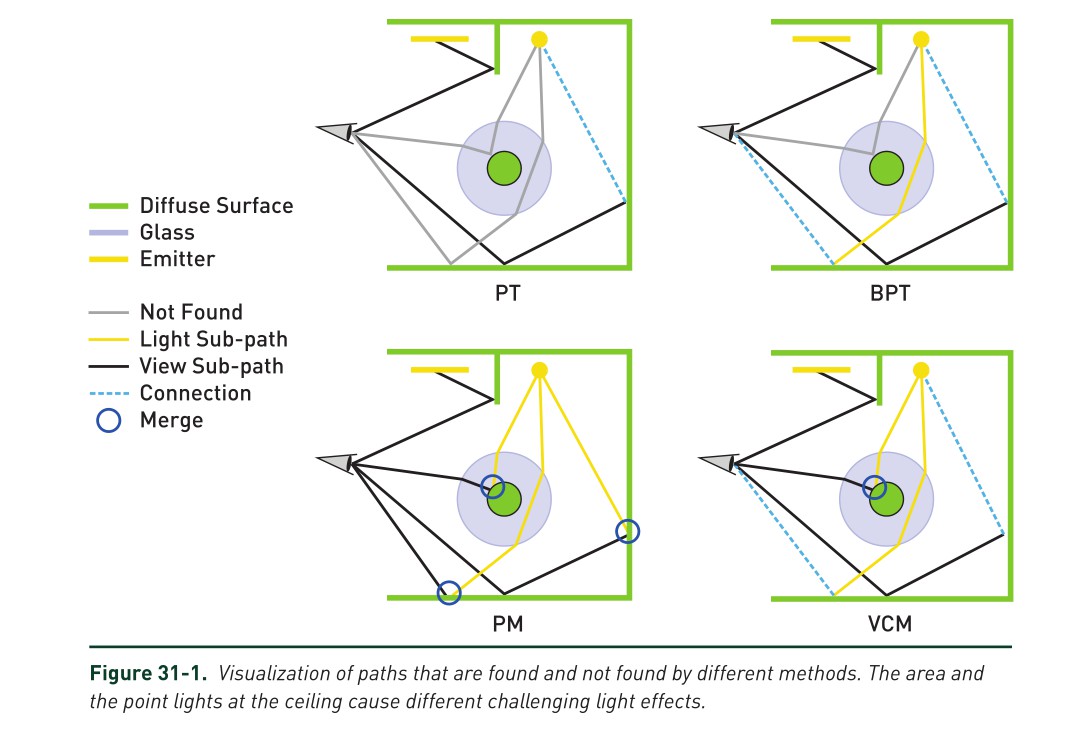 Diffuse Surface
Glass
Emitter
Not Found
Light Sub-path
View Sub-path
Connection
Merge
PT
BPT
PM
VCM
Figure 31-1. Visualization of paths that are found and not found by different methods. The area and
the point lights at the ceiling cause different challenging light effects.